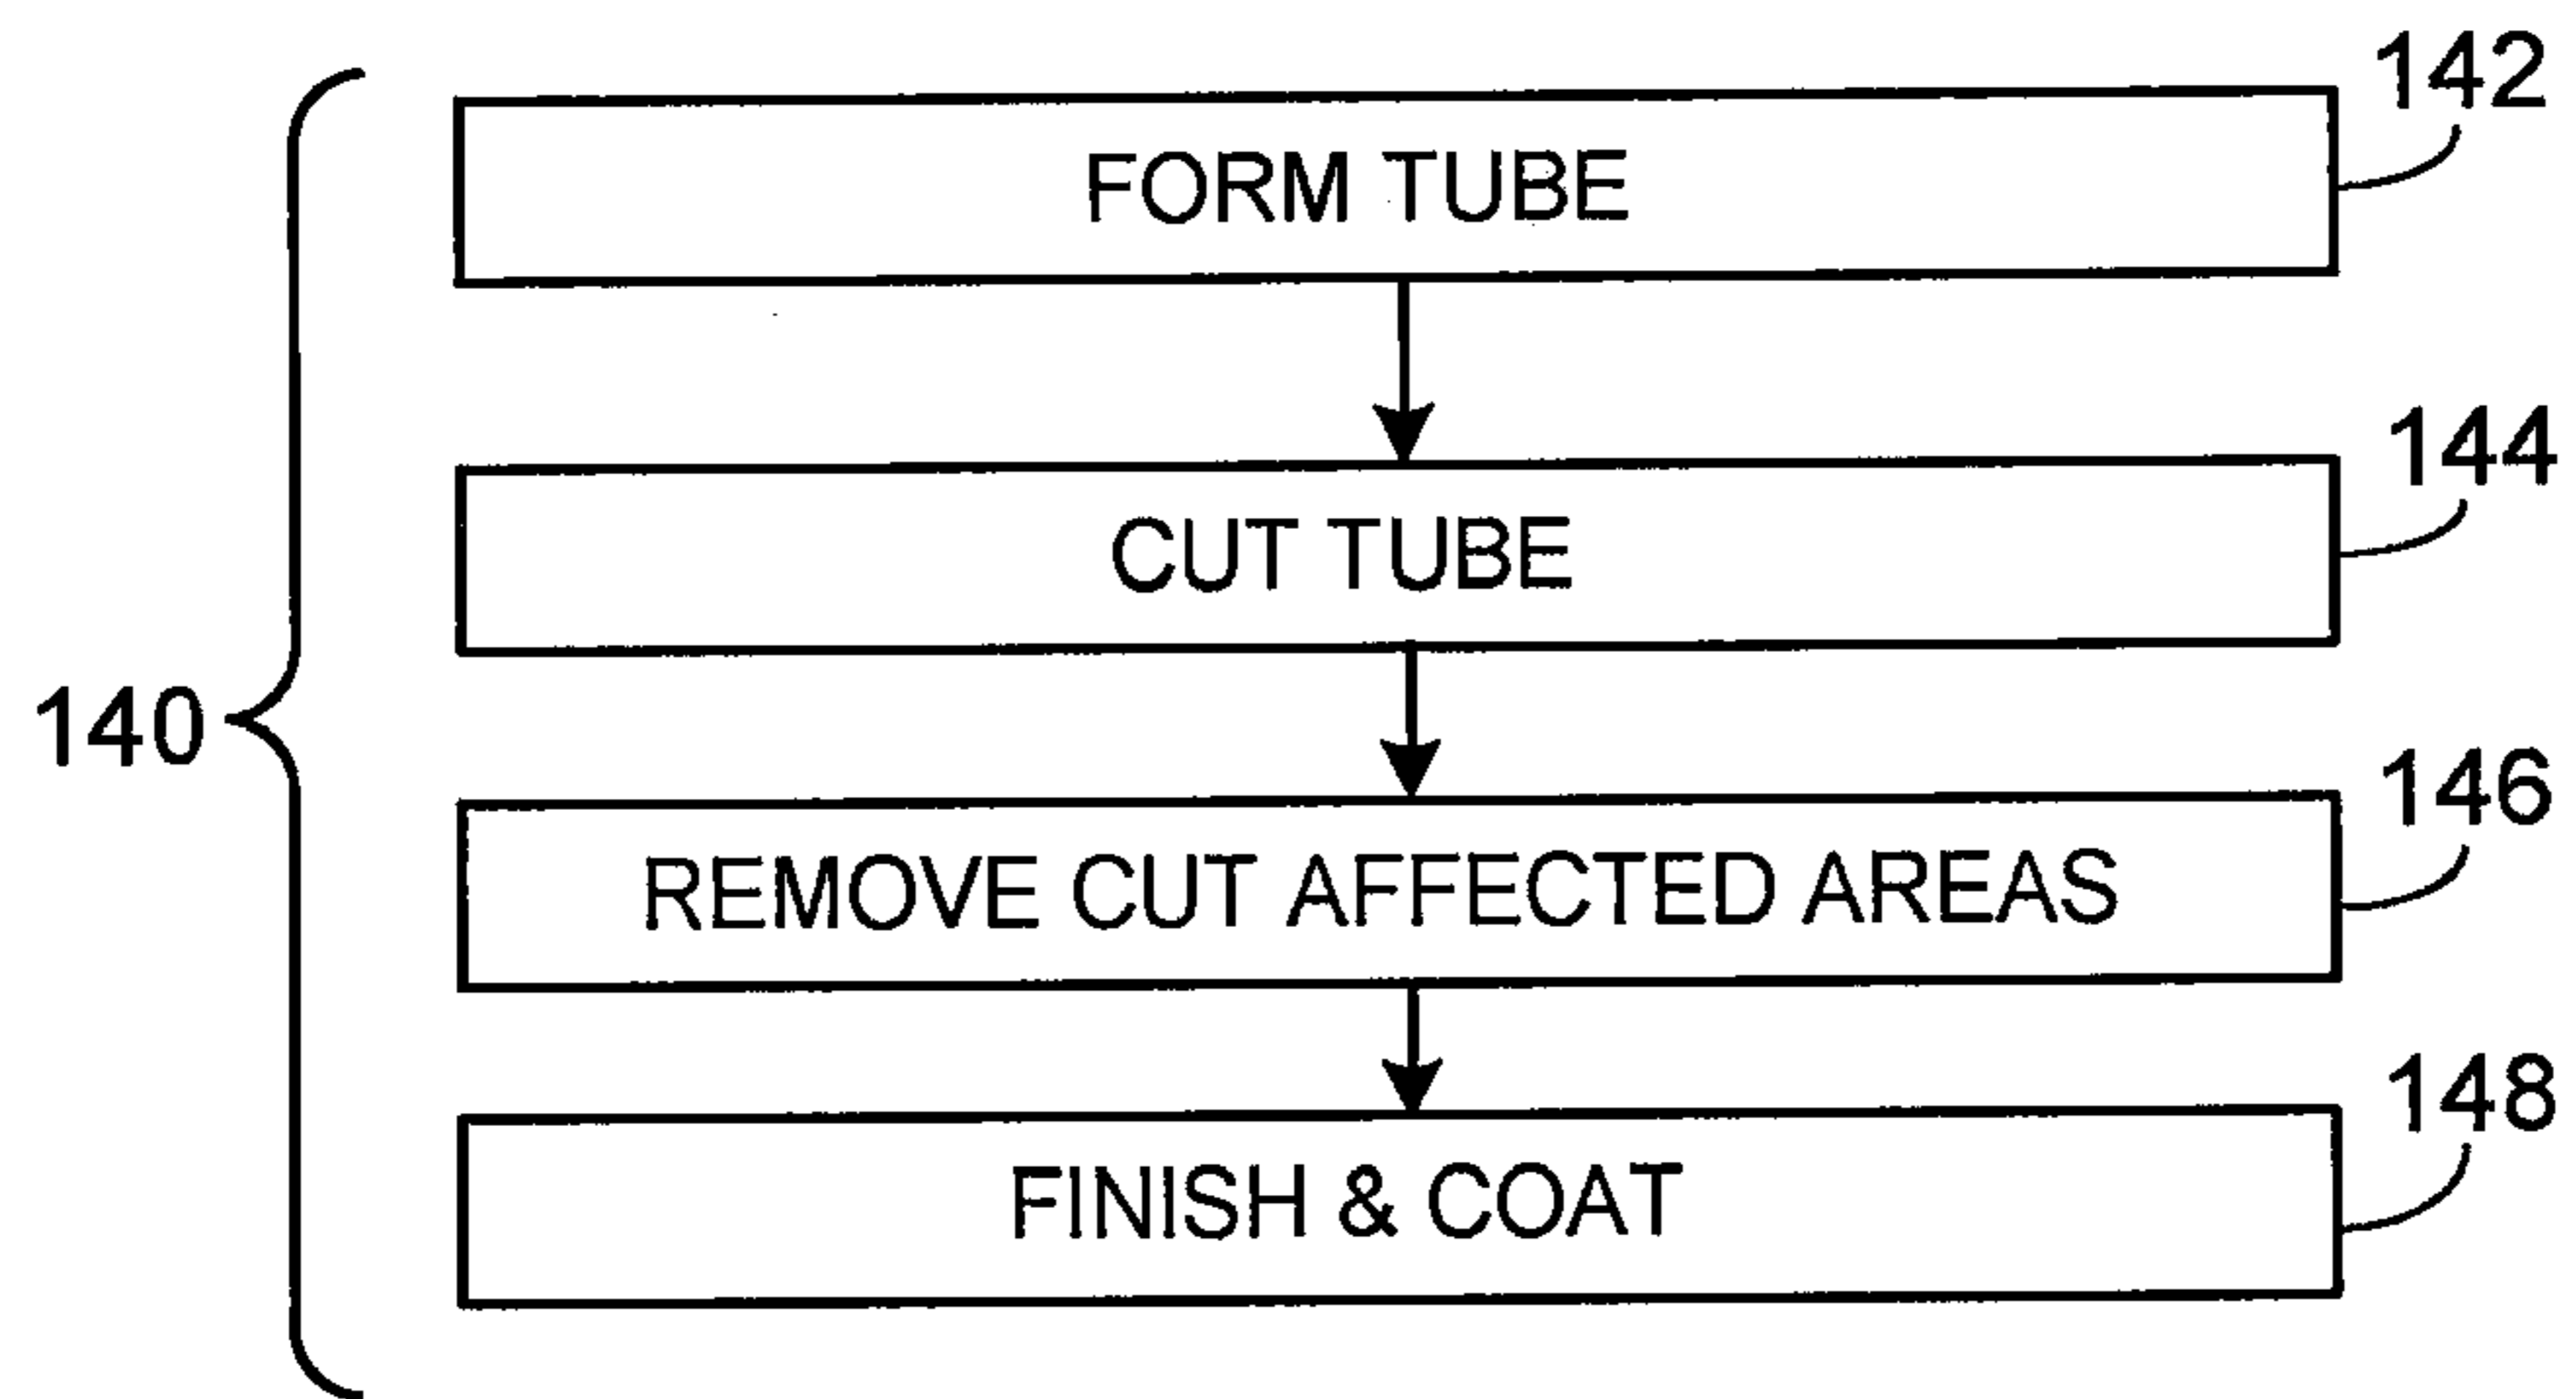 142
FORM TUBE
144
CUT TUBE
140
146
REMOVE CUT AFFECTED AREAS
148
FINISH & COAT